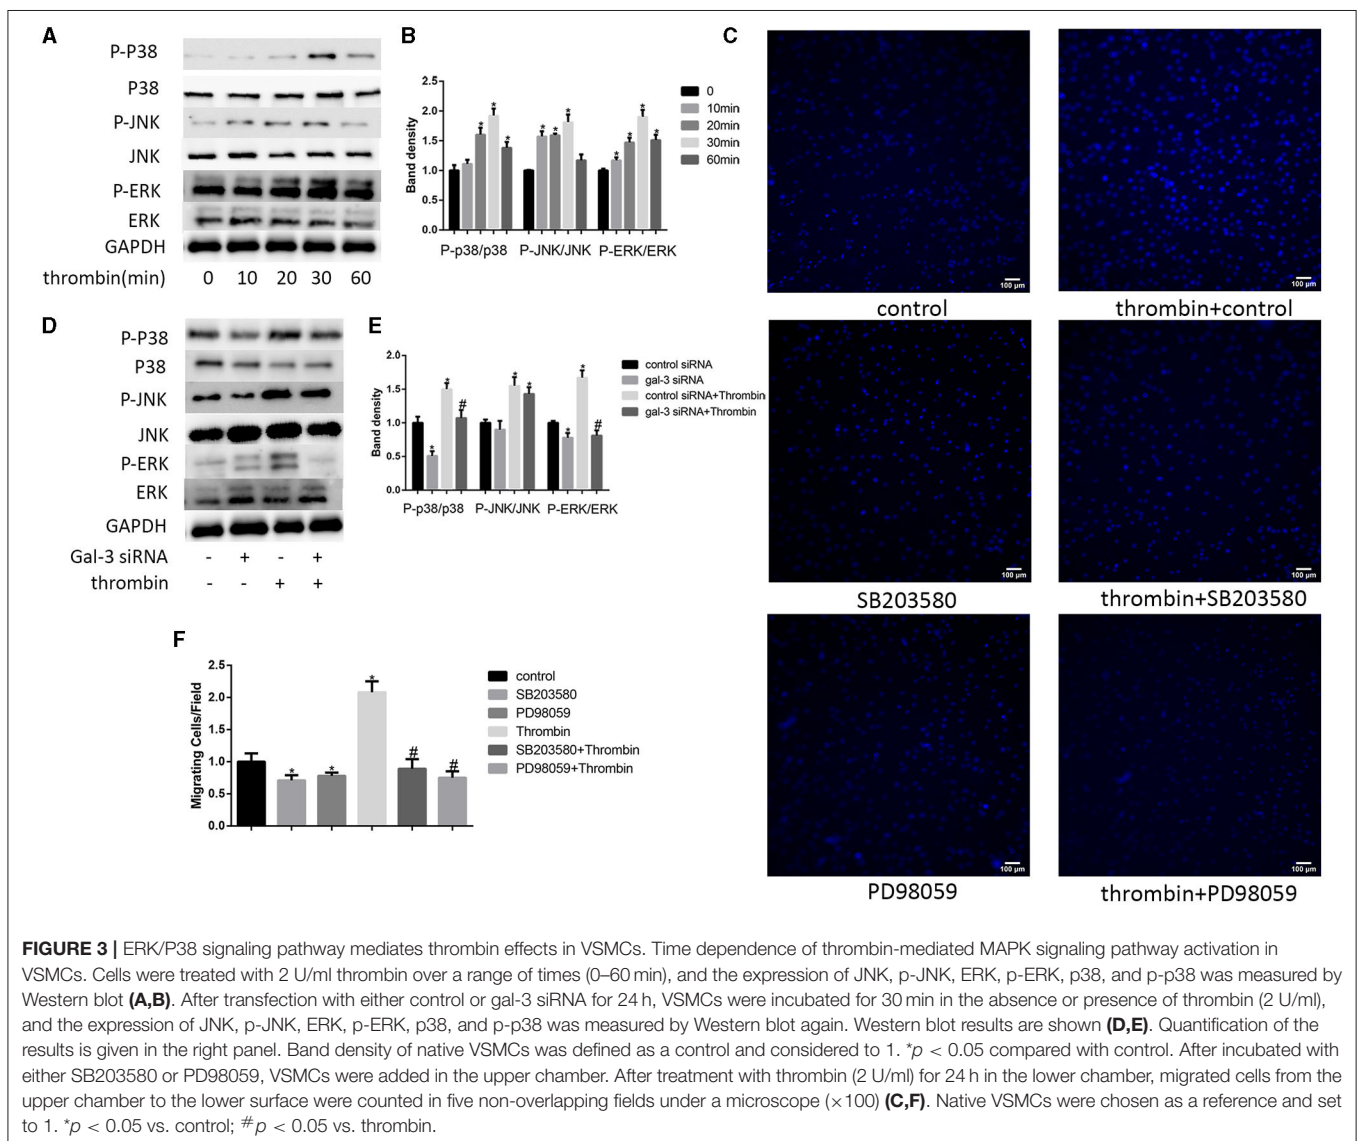 A
P-P38
P38
P-JNK
JNK
P-ERK
ERK
GAPDH
thrombin(min) 0 10 20 30 60
B
Band density
2.5
2.0
1.5
1.0
0.5
0.0
* * * * * * * * * *
P-p38/p38 P-JNK/JNK P-ERK/ERK
0
10min
20min
30min
60min
C
100 μm
control
100 μm
thrombin+control
100 μm
SB203580
100 μm
thrombin+SB203580
100 μm
PD98059
100 μm
thrombin+PD98059
D
P-P38
P38
P-JNK
JNK
P-ERK
ERK
GAPDH
Gal-3 siRNA - + - +
thrombin - - + +
E
Band density
2.0
1.5
1.0
0.5
0.0
* * # * * * * #
P-p38/p38 P-JNK/JNK P-ERK/ERK
control siRNA
gal-3 siRNA
control siRNA+Thrombin
gal-3 siRNA+Thrombin
F
Migrating Cells/Field
2.5
2.0
1.5
1.0
0.5
0.0
* * * # #
control
SB203580
PD98059
Thrombin
SB203580+Thrombin
PD98059+Thrombin
FIGURE 3 | ERK/P38 signaling pathway mediates thrombin effects in VSMCs. Time dependence of thrombin-mediated MAPK signaling pathway activation in
VSMCs. Cells were treated with 2 U/ml thrombin over a range of times (0–60 min), and the expression of JNK, p-JNK, ERK, p-ERK, p38, and p-p38 was measured by
Western blot (A,B). After transfection with either control or gal-3 siRNA for 24 h, VSMCs were incubated for 30 min in the absence or presence of thrombin (2 U/ml),
and the expression of JNK, p-JNK, ERK, p-ERK, p38, and p-p38 was measured by Western blot again. Western blot results are shown (D,E). Quantification of the
results is given in the right panel. Band density of native VSMCs was defined as a control and considered to 1. *p < 0.05 compared with control. After incubated with
either SB203580 or PD98059, VSMCs were added in the upper chamber. After treatment with thrombin (2 U/ml) for 24 h in the lower chamber, migrated cells from the
upper chamber to the lower surface were counted in five non-overlapping fields under a microscope (×100) (C,F). Native VSMCs were chosen as a reference and set
to 1. *p < 0.05 vs. control; #p < 0.05 vs. thrombin.